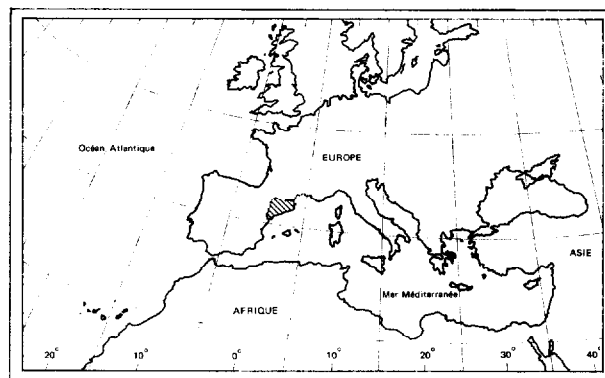 Océan Atlantique
EUROPE
ASIE
Mer Méditerranée
AFRIQUE
20° 10° 0° 10° 20° 30° 40°